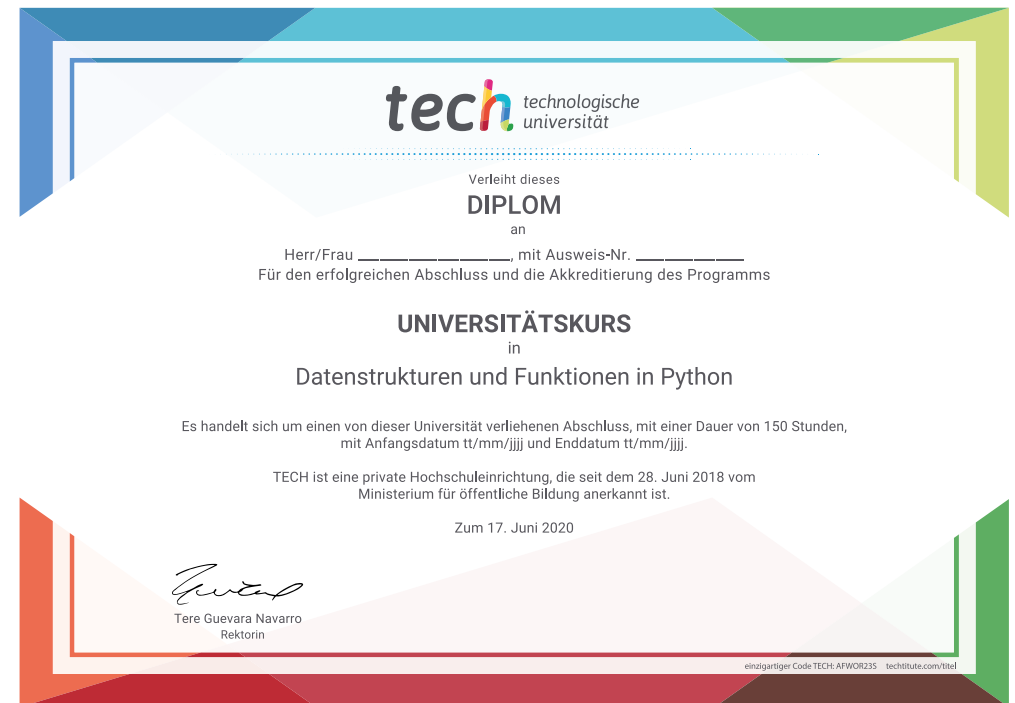 tech technologische
universität
Verleiht dieses
DIPLOM
an
Herr/Frau ________________, mit Ausweis-Nr. ____________
Für den erfolgreichen Abschluss und die Akkreditierung des Programms
UNIVERSITÄTSKURS
in
Datenstrukturen und Funktionen in Python
Es handelt sich um einen von dieser Universität verliehenen Abschluss, mit einer Dauer von 150 Stunden,
mit Anfangsdatum tt/mm/jjjj und Enddatum tt/mm/jjjj.
TECH ist eine private Hochschuleinrichtung, die seit dem 28. Juni 2018 vom
Ministerium für öffentliche Bildung anerkannt ist.
Zum 17. Juni 2020
Tere Guevara Navarro
Rektorin
einzigartiger Code TECH: AFWOR23S techtitute.com/titel